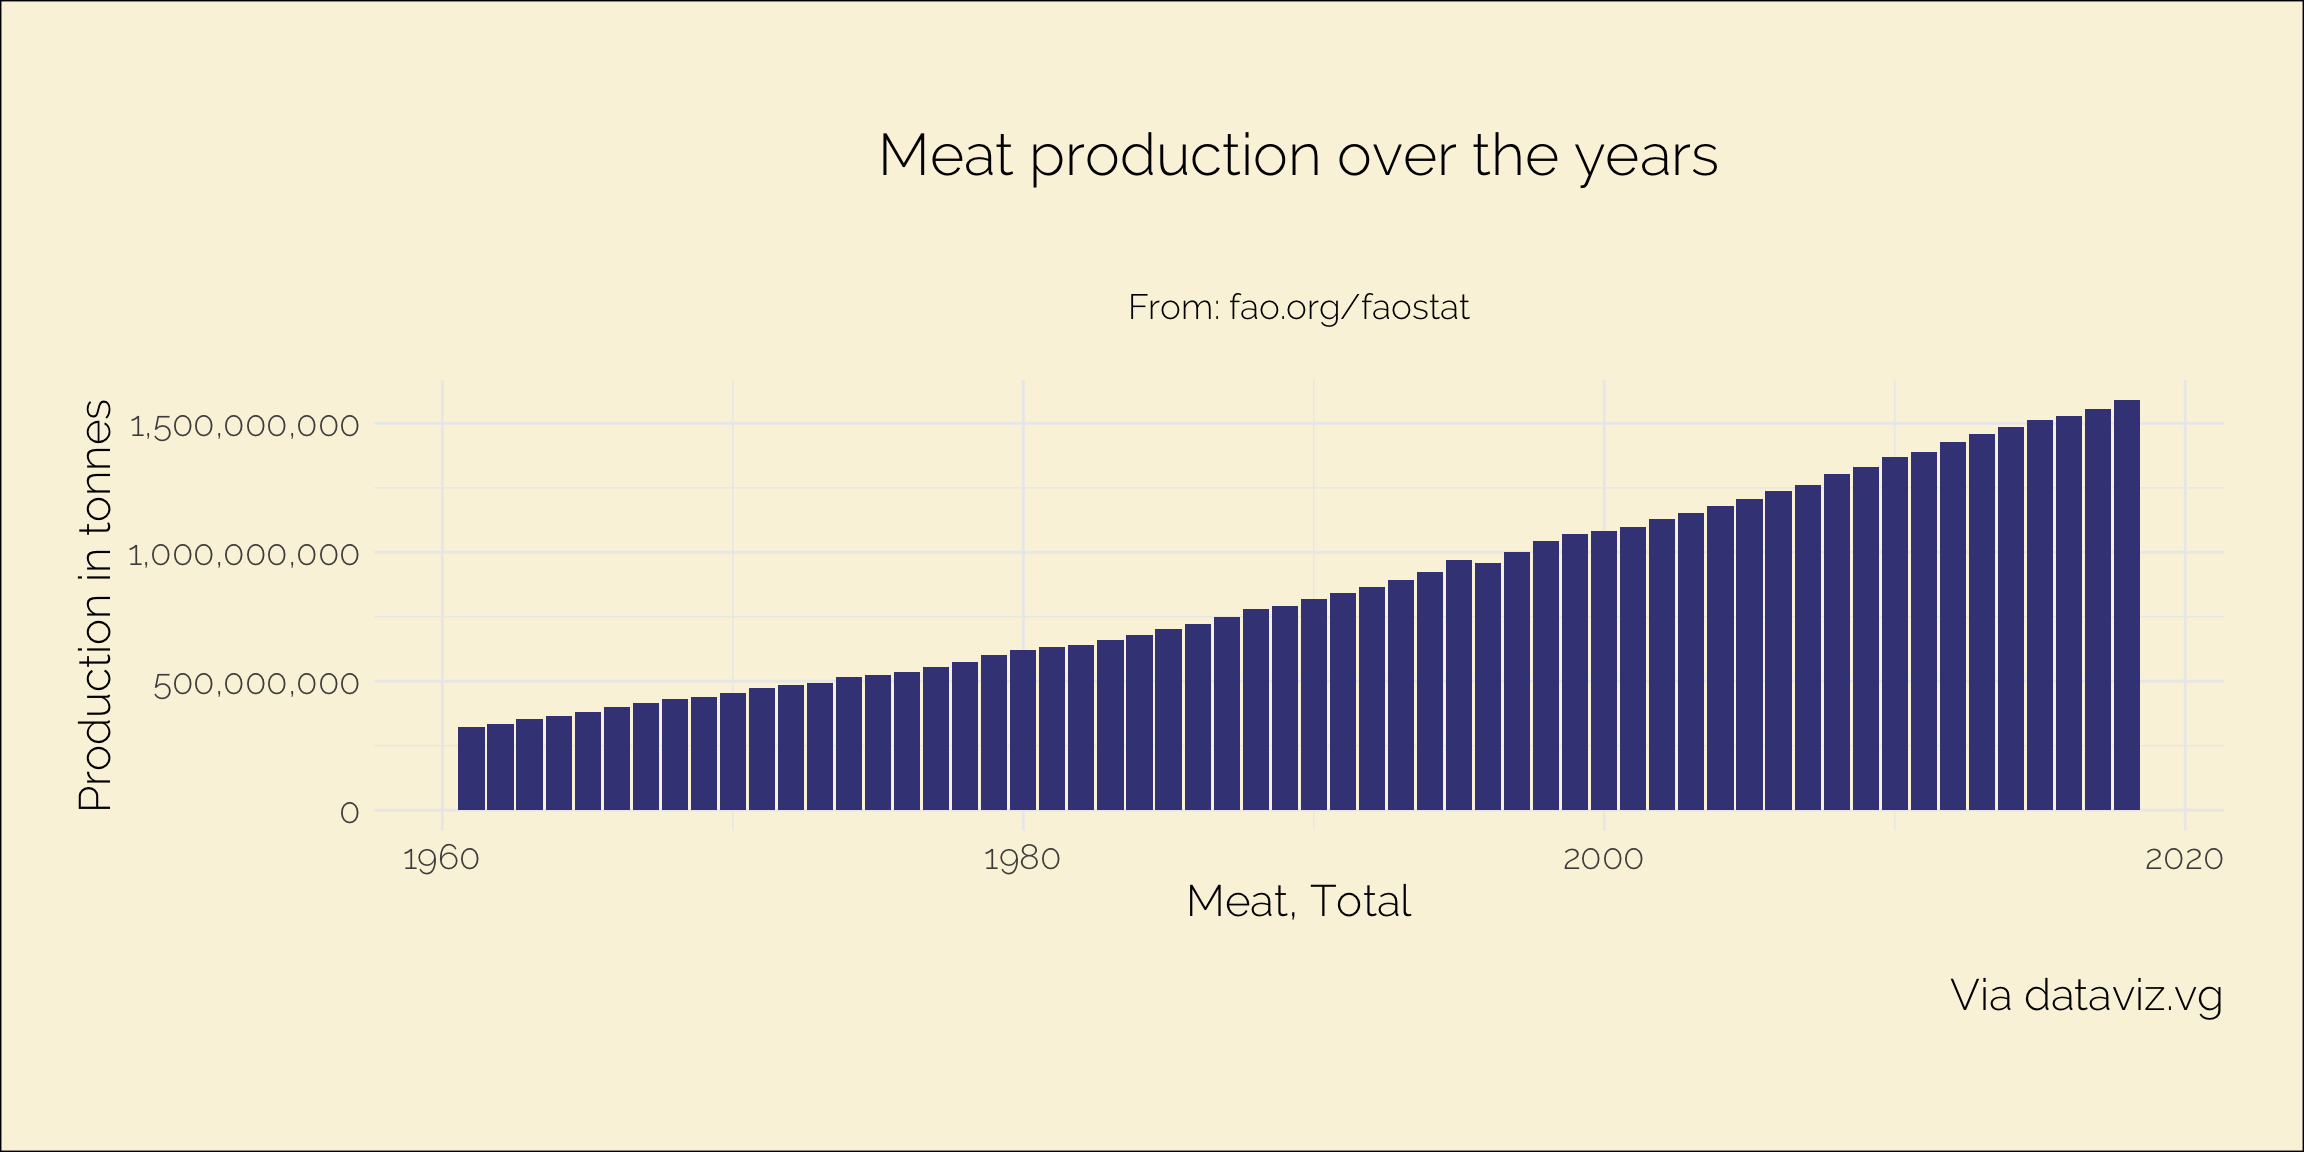 Meat production over the years
From: fao.org/faostat
Production in tonnes
1,500,000,000
1,000,000,000
500,000,000
0
1960 1980 2000 2020
Meat, Total
Via dataviz.vg